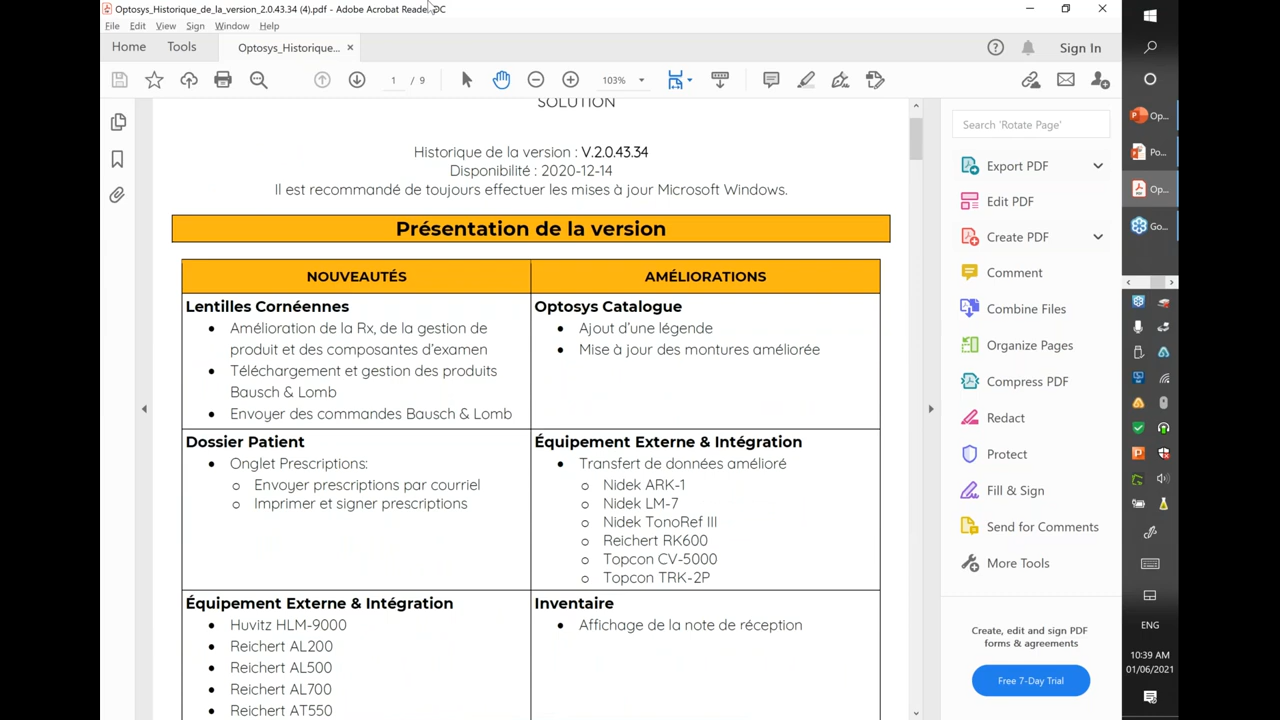 Optosys_Historique_de_la_version_2.0.43.34 (4).pdf - Adobe Acrobat Reader DC
File Edit View Sign Window Help
Home Tools Optosys_Historique... × Sign In
1 / 9 103%
SOLUTION
Historique de la version : V.2.0.43.34
Disponibilité : 2020-12-14
Il est recommandé de toujours effectuer les mises à jour Microsoft Windows.
Présentation de la version
NOUVEAUTÉS
AMÉLIORATIONS
Lentilles Cornéennes
• Amélioration de la Rx, de la gestion de
produit et des composantes d'examen
• Téléchargement et gestion des produits
Bausch & Lomb
• Envoyer des commandes Bausch & Lomb
Optosys Catalogue
• Ajout d'une légende
• Mise à jour des montures améliorée
Dossier Patient
• Onglet Prescriptions:
o Envoyer prescriptions par courriel
o Imprimer et signer prescriptions
Équipement Externe & Intégration
• Transfert de données amélioré
o Nidek ARK-1
o Nidek LM-7
o Nidek TonoRef III
o Reichert RK600
o Topcon CV-5000
o Topcon TRK-2P
Équipement Externe & Intégration
• Huvitz HLM-9000
• Reichert AL200
• Reichert AL500
• Reichert AL700
• Reichert AT550
Inventaire
• Affichage de la note de réception
Search 'Rotate Page'
Export PDF
Edit PDF
Create PDF
Comment
Combine Files
Organize Pages
Compress PDF
Redact
Protect
Fill & Sign
Send for Comments
More Tools
Create, edit and sign PDF
forms & agreements
Free 7-Day Trial
Op...
Po...
Op...
Go...
ENG
10:39 AM
01/06/2021